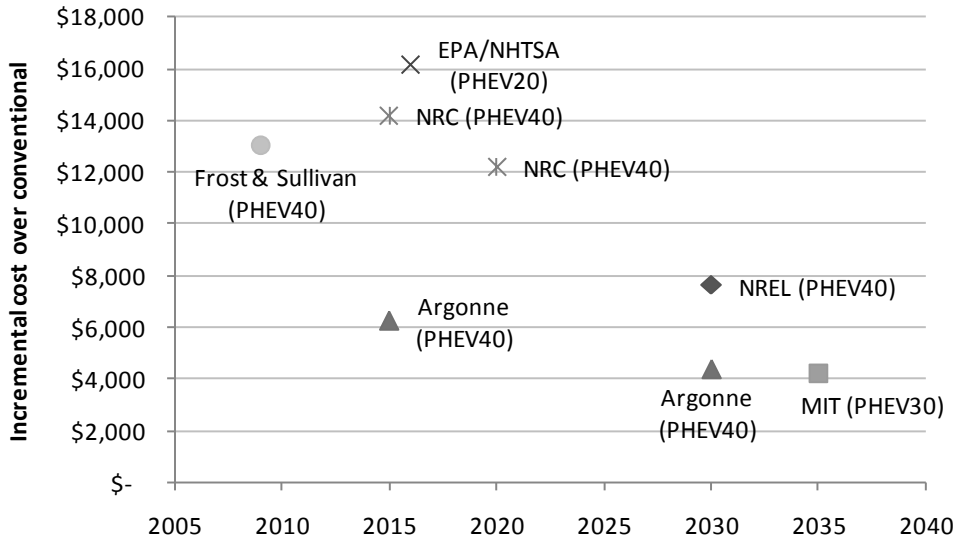 $18,000
$16,000
$14,000
$12,000
$10,000
$8,000
$6,000
$4,000
$2,000
$-
Incremental cost over conventional
EPA/NHTSA
(PHEV20)
NRC (PHEV40)
NRC (PHEV40)
Frost & Sullivan
(PHEV40)
NREL (PHEV40)
Argonne
(PHEV40)
Argonne
(PHEV40)
MIT (PHEV30)
2005 2010 2015 2020 2025 2030 2035 2040